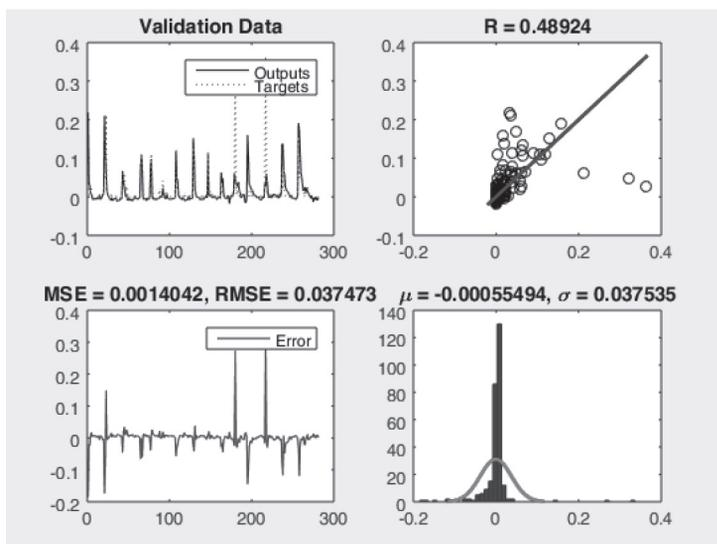 Validation Data
0.4
0.3
0.2
0.1
0
-0.1
0 100 200 300
Outputs
Targets
R = 0.48924
0.4
0.3
0.2
0.1
0
-0.1
-0.2 0 0.2 0.4
MSE = 0.0014042, RMSE = 0.037473
0.4
0.3
0.2
0.1
0
-0.1
-0.2
0 100 200 300
Error
μ = -0.00055494, σ = 0.037535
140
120
100
80
60
40
20
0
-0.2 0 0.2 0.4